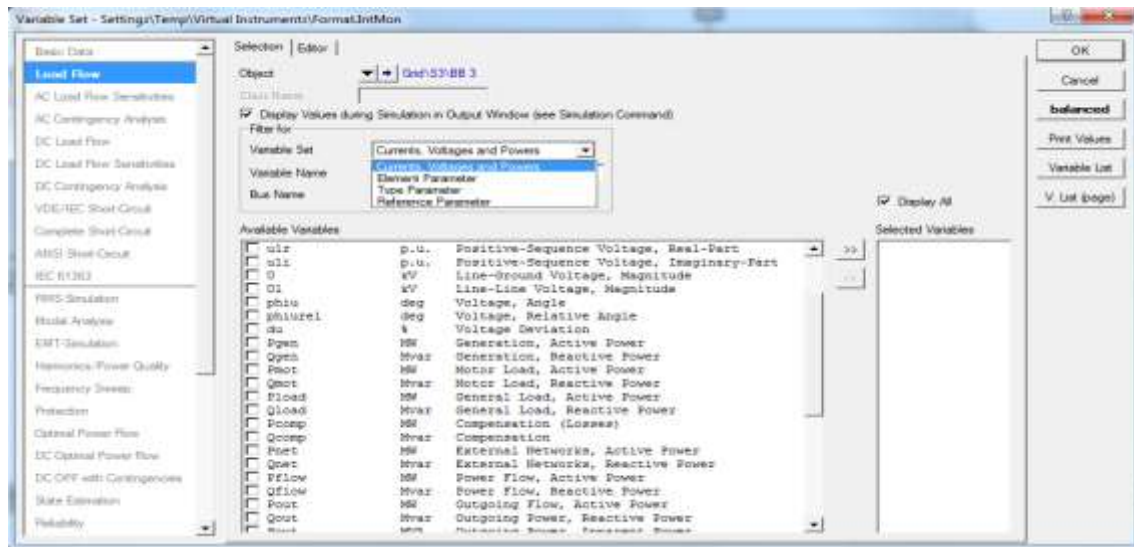 Variable Set - Settings\Temp\Virtual Instruments\Format.IntMon
Basic Data
Load Flow
AC Load Flow Sensitivities
AC Contingency Analysis
DC Load Flow
DC Load Flow Sensitivities
DC Contingency Analysis
VDE/IEC Short-Circuit
Complete Short-Circuit
ANSI Short-Circuit
IEC 61363
RMS-Simulation
Modal Analysis
EMT-Simulation
Harmonics/Power Quality
Frequency Sweep
Protection
Optimal Power Flow
DC Optimal Power Flow
DC OPF with Contingencies
State Estimation
Reliability
Selection Editor
Object Grid\S3\BB 3
Class Name
Display Values during Simulation in Output Window (see Simulation Command)
Filter for
Variable Set Currents, Voltages and Powers
Currents, Voltages and Powers
Variable Name Element Parameter
Type Parameter
Bus Name Reference Parameter
Display All
Available Variables Selected Variables
u1r p.u. Positive-Sequence Voltage, Real-Part
u1i p.u. Positive-Sequence Voltage, Imaginary-Part
U kV Line-Ground Voltage, Magnitude
Ul kV Line-Line Voltage, Magnitude
phiu deg Voltage, Angle
phiurel deg Voltage, Relative Angle
du % Voltage Deviation
Pgen MW Generation, Active Power
Qgen Mvar Generation, Reactive Power
Pmot MW Motor Load, Active Power
Qmot Mvar Motor Load, Reactive Power
Pload MW General Load, Active Power
Qload Mvar General Load, Reactive Power
Pcomp MW Compensation (Losses)
Qcomp Mvar Compensation
Pnet MW External Networks, Active Power
Qnet Mvar External Networks, Reactive Power
Pflow MW Power Flow, Active Power
Qflow Mvar Power Flow, Reactive Power
Pout MW Outgoing Flow, Active Power
Qout Mvar Outgoing Power, Reactive Power
>>
OK
Cancel
balanced
Print Values
Variable List
V. List (page)